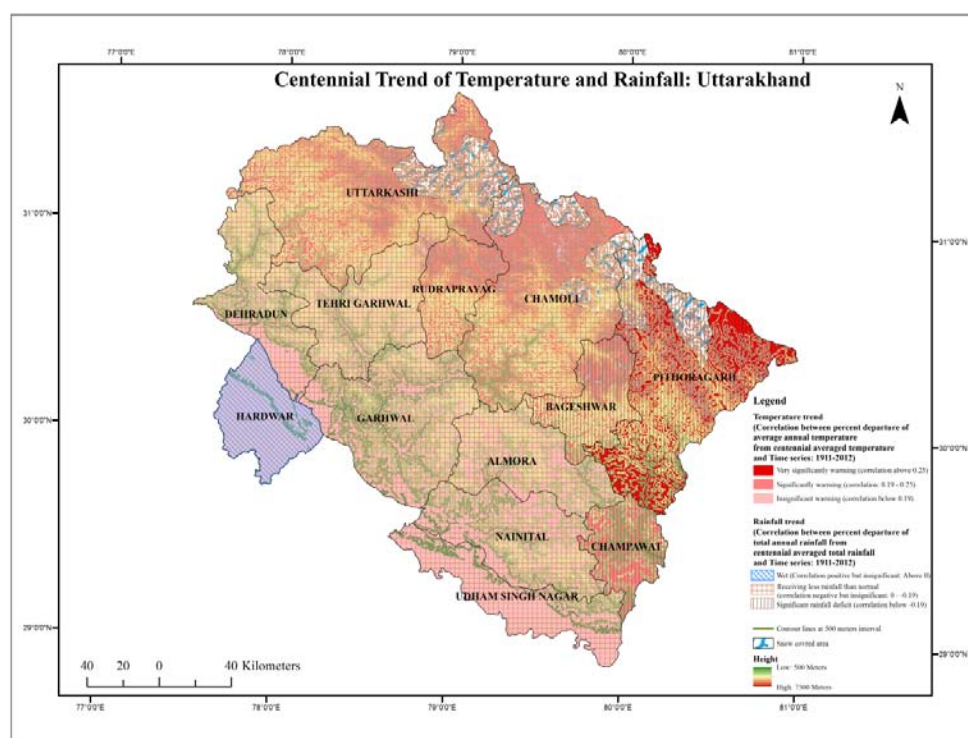 77°0'0"E 78°0'0"E 79°0'0"E 80°0'0"E 81°0'0"E
Centennial Trend of Temperature and Rainfall: Uttarakhand
N
UTTARKASHI
31°0'0"N
31°0'0"N
RUDRAPRAYAG
TEHRI GARHWAL
CHAMOLI
DEHRADUN
PITHORAGARH
HARDWAR
30°0'0"N
GARHWAL
BAGESHWAR
30°0'0"N
ALMORA
NAINITAL
CHAMPAWAT
UDHAM SINGH NAGAR
29°0'0"N
29°0'0"N
Legend
Temperature trend
(Correlation between percent departure of
average annual temperature
from centennial averaged temperature
and Time series: 1911-2012)
Very significantly warming (correlation above 0.25)
Significantly warming (correlation: 0.19 - 0.25)
Insignificant warming (correlation below 0.19)
Rainfall trend
(Correlation between percent departure of
total annual rainfall from
centennial averaged total rainfall
and Time series: 1911-2012)
Wet (Correlation positive but insignificant: Above 0)
Receiving less rainfall than normal
(correlation negative but insignificant: 0 - -0.19)
Significant rainfall deficit (correlation below -0.19)
Contour lines at 500 meters interval
Snow covered area
Height
Low: 500 Meters
High: 7500 Meters
40 20 0 40 Kilometers
77°0'0"E 78°0'0"E 79°0'0"E 80°0'0"E 81°0'0"E